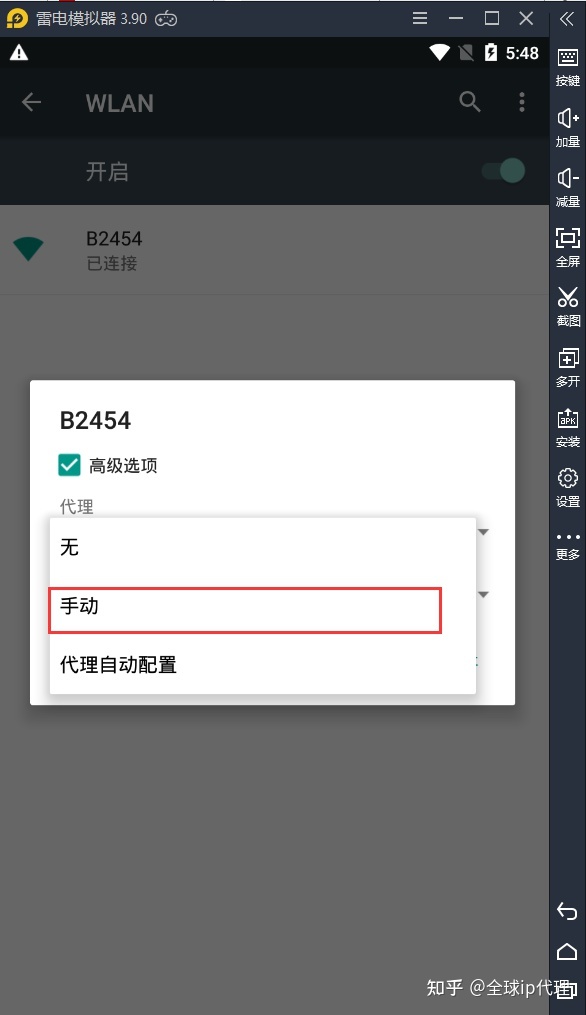 雷电模拟器 3.90
5:48
WLAN
开启
B2454
已连接
B2454
高级选项
代理
无
手动
代理自动配置
按键
加量
减量
全屏
截图
多开
APK
安装
设置
更多
知乎 @全球ip代理